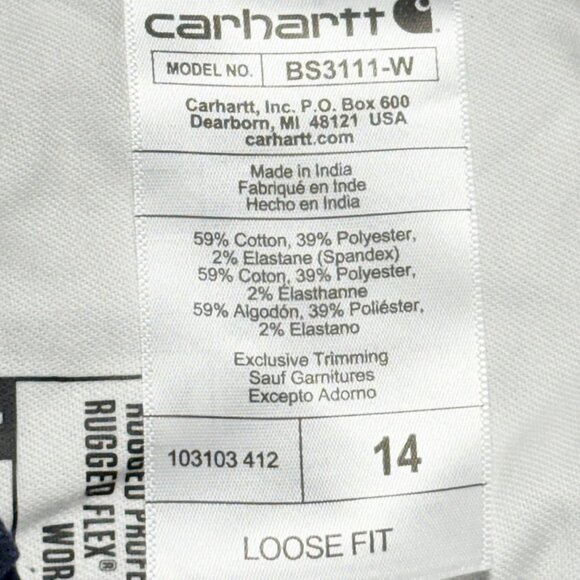 carhartt
MODEL NO. BS3111-W
Carhartt, Inc. P.O. Box 600
Dearborn, MI 48121 USA
carhartt.com
Made in India
Fabriqué en Inde
Hecho en India
59% Cotton, 39% Polyester,
2% Elastane (Spandex)
59% Coton, 39% Polyester,
2% Élasthanne
59% Algodón, 39% Poliéster,
2% Elastano
Exclusive Trimming
Sauf Garnitures
Excepto Adorno
103103 412 14
LOOSE FIT
RUGGED
RUGGED FLEX®